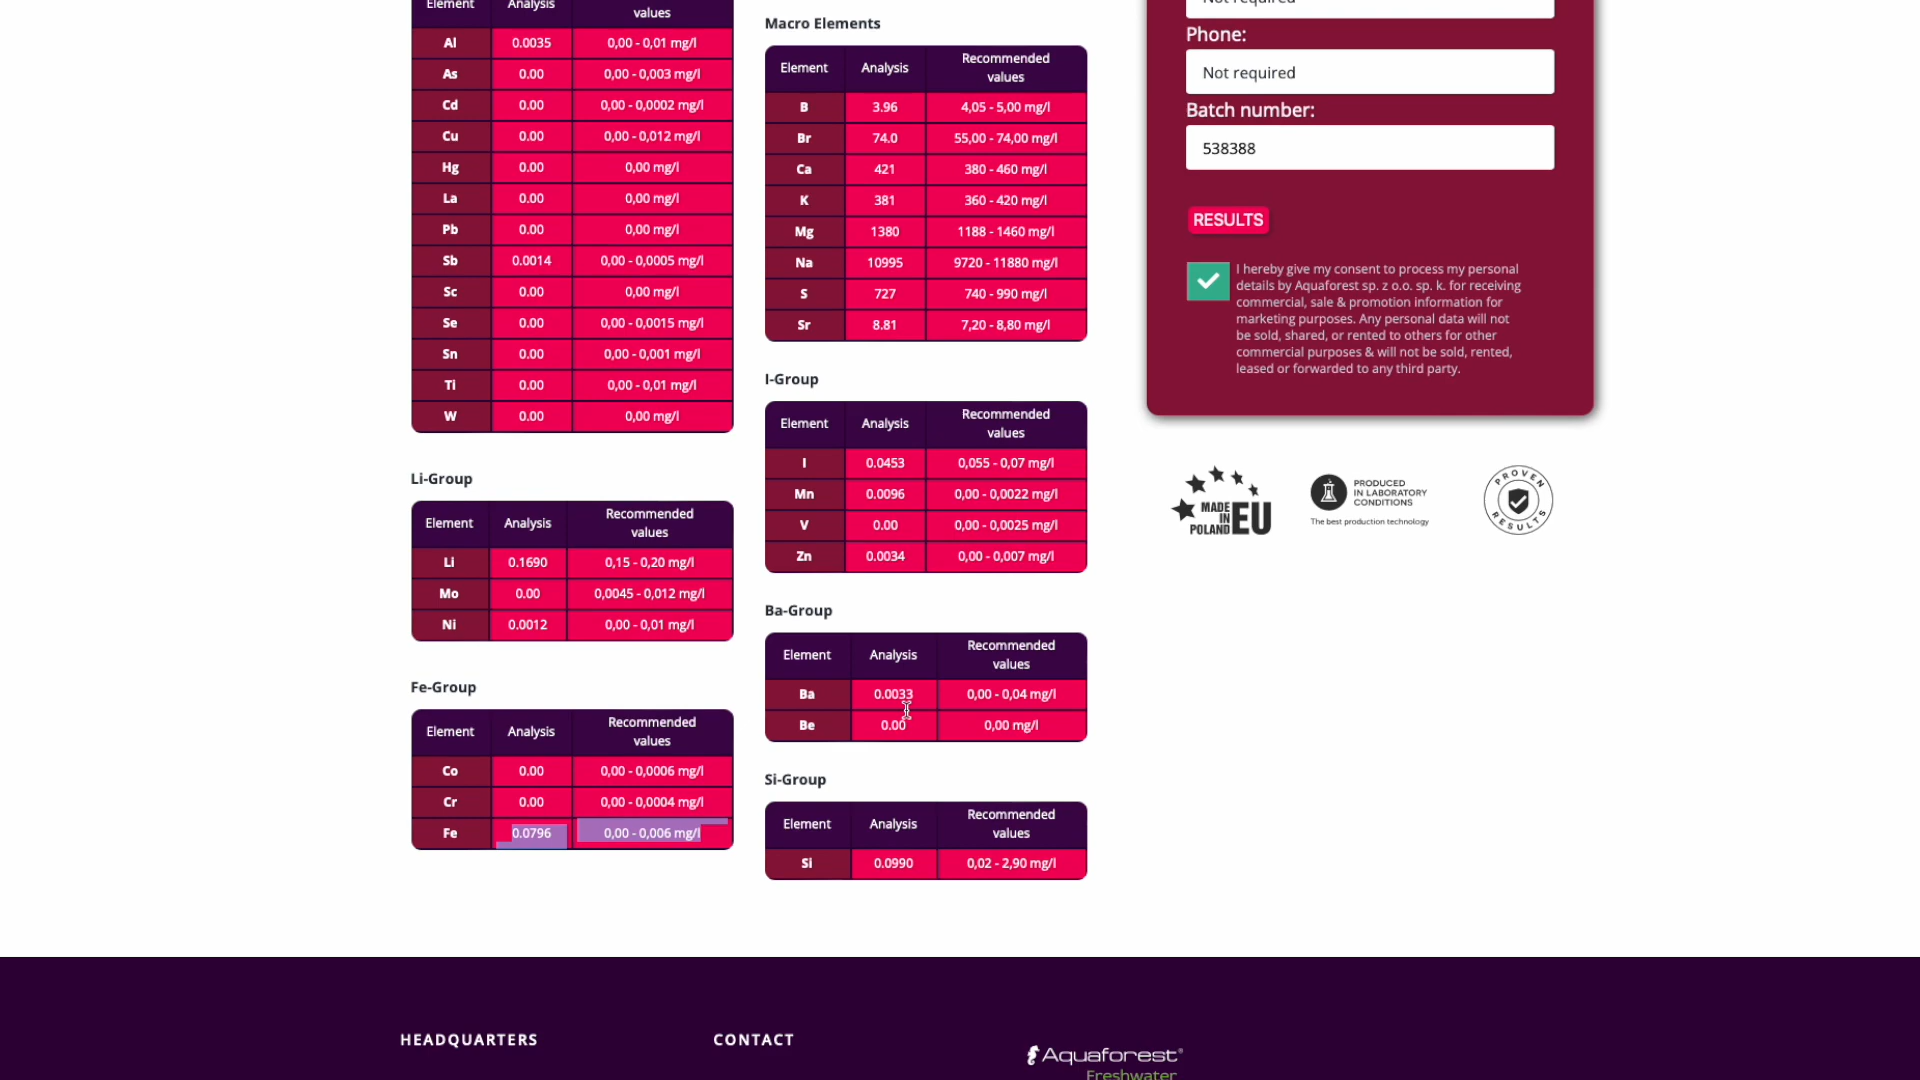 Element Analysis values
Al 0.0035 0,00 - 0,01 mg/l
As 0.00 0,00 - 0,003 mg/l
Cd 0.00 0,00 - 0,0002 mg/l
Cu 0.00 0,00 - 0,012 mg/l
Hg 0.00 0,00 mg/l
La 0.00 0,00 mg/l
Pb 0.00 0,00 mg/l
Sb 0.0014 0,00 - 0,0005 mg/l
Sc 0.00 0,00 mg/l
Se 0.00 0,00 - 0,0015 mg/l
Sn 0.00 0,00 - 0,001 mg/l
Ti 0.00 0,00 - 0,01 mg/l
W 0.00 0,00 mg/l
Li-Group
Element Analysis Recommended
values
Li 0.1690 0,15 - 0,20 mg/l
Mo 0.00 0,0045 - 0,012 mg/l
Ni 0.0012 0,00 - 0,01 mg/l
Fe-Group
Element Analysis Recommended
values
Co 0.00 0,00 - 0,0006 mg/l
Cr 0.00 0,00 - 0,0004 mg/l
Fe 0.0796 0,00 - 0,006 mg/l
Macro Elements
Element Analysis Recommended
values
B 3.96 4,05 - 5,00 mg/l
Br 74.0 55,00 - 74,00 mg/l
Ca 421 380 - 460 mg/l
K 381 360 - 420 mg/l
Mg 1380 1188 - 1460 mg/l
Na 10995 9720 - 11880 mg/l
S 727 740 - 990 mg/l
Sr 8.81 7,20 - 8,80 mg/l
I-Group
Element Analysis Recommended
values
I 0.0453 0,055 - 0,07 mg/l
Mn 0.0096 0,00 - 0,0022 mg/l
V 0.00 0,00 - 0,0025 mg/l
Zn 0.0034 0,00 - 0,007 mg/l
Ba-Group
Element Analysis Recommended
values
Ba 0.0033 0,00 - 0,04 mg/l
Be 0.00 0,00 mg/l
Si-Group
Element Analysis Recommended
values
Si 0.0990 0,02 - 2,90 mg/l
Not required
Phone:
Not required
Batch number:
538388
RESULTS
I hereby give my consent to process my personal
details by Aquaforest sp. z o.o. sp. k. for receiving
commercial, sale & promotion information for
marketing purposes. Any personal data will not
be sold, shared, or rented to others for other
commercial purposes & will not be sold, rented,
leased or forwarded to any third party.
MADE
IN
POLAND EU
PRODUCED
IN LABORATORY
CONDITIONS
The best production technology
PROVEN
RESULTS
HEADQUARTERS
CONTACT
Aquaforest®
Freshwater